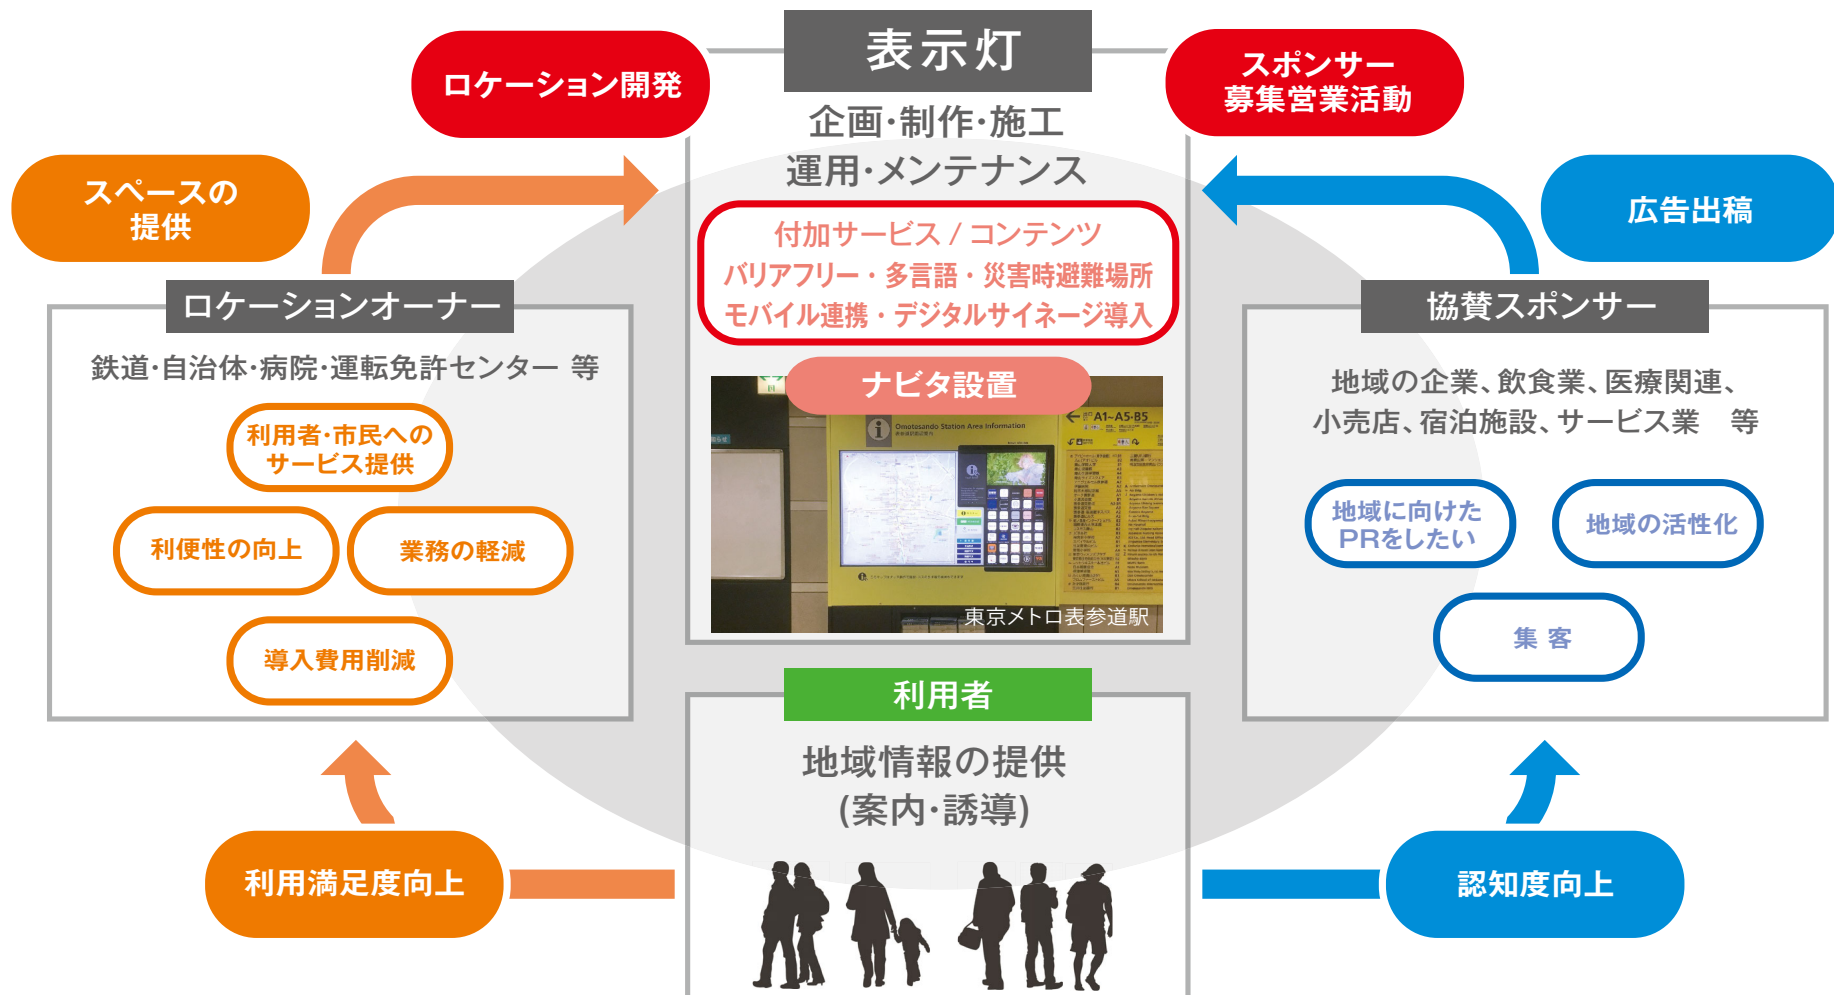 表示灯
ロケーション開発
スポンサー
募集営業活動
企画・制作・施工
運用・メンテナンス
スペースの
提供
広告出稿
付加サービス / コンテンツ
バリアフリー・多言語・災害時避難場所
モバイル連携・デジタルサイネージ導入
ロケーションオーナー
鉄道・自治体・病院・運転免許センター 等
利用者・市民への
サービス提供
利便性の向上
業務の軽減
導入費用削減
ナビタ設置
Omotesando Station Area Information
A1~A5・B5
東京メトロ表参道駅
協賛スポンサー
地域の企業、飲食業、医療関連、
小売店、宿泊施設、サービス業 等
地域に向けた
PRをしたい
地域の活性化
集 客
利用者
地域情報の提供
(案内・誘導)
利用満足度向上
認知度向上